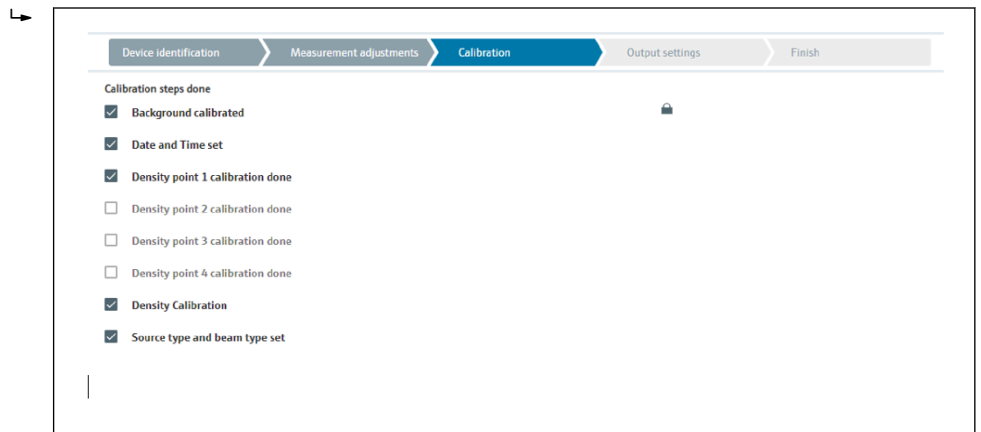 Device identification Measurement adjustments Calibration Output settings Finish
Calibration steps done
Background calibrated
Date and Time set
Density point 1 calibration done
Density point 2 calibration done
Density point 3 calibration done
Density point 4 calibration done
Density Calibration
Source type and beam type set